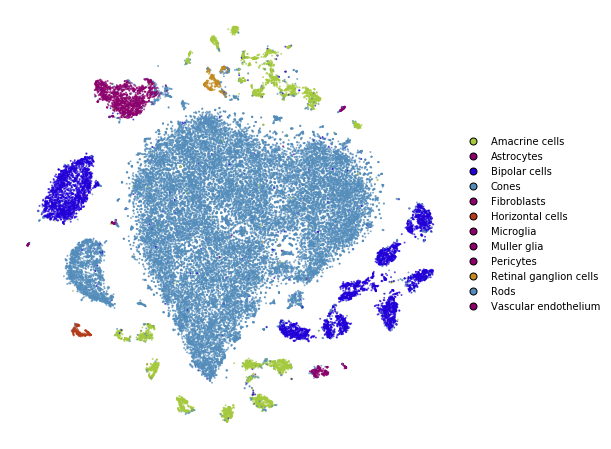 Amacrine cells
Astrocytes
Bipolar cells
Cones
Fibroblasts
Horizontal cells
Microglia
Muller glia
Pericytes
Retinal ganglion cells
Rods
Vascular endothelium